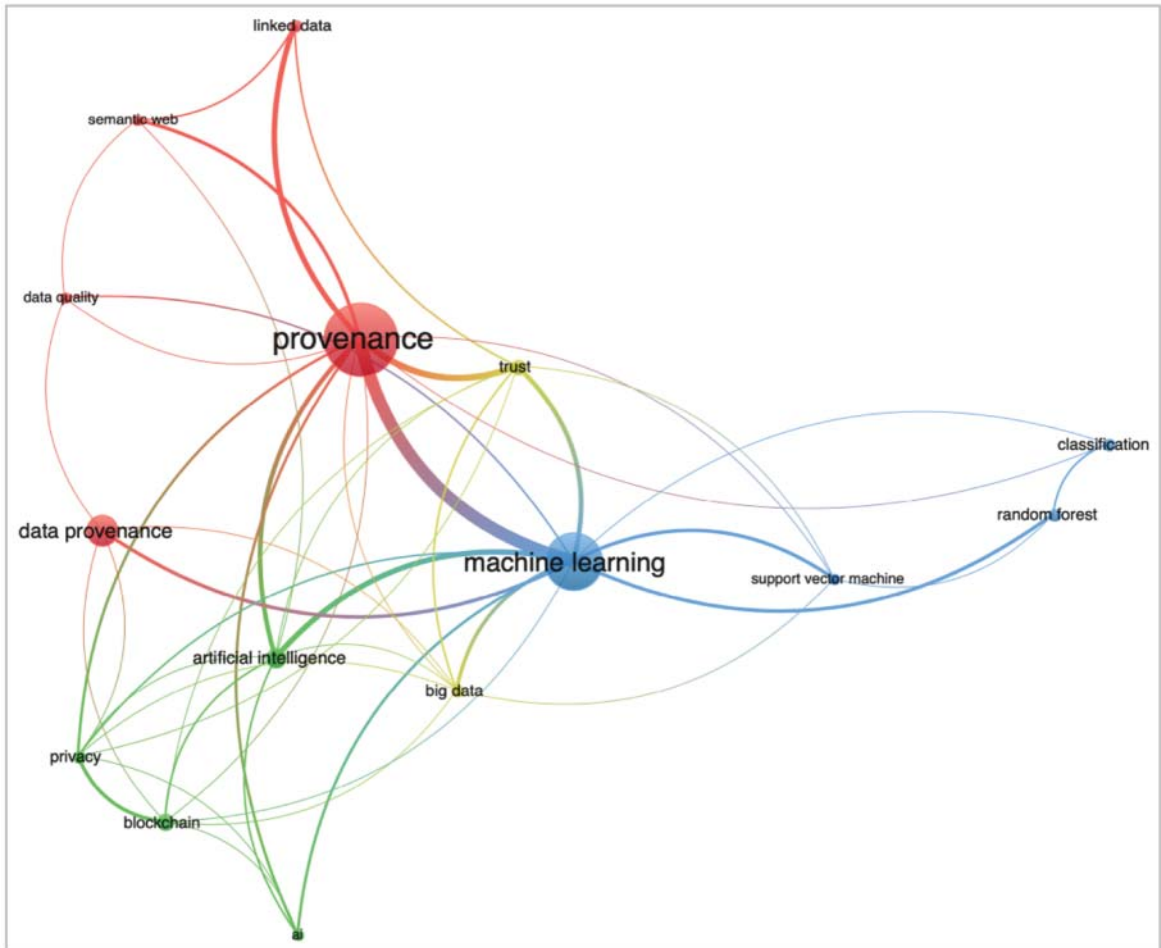 linked data
semantic web
data quality
provenance
trust
classification
random forest
data provenance
machine learning
support vector machine
artificial intelligence
big data
privacy
blockchain
ai